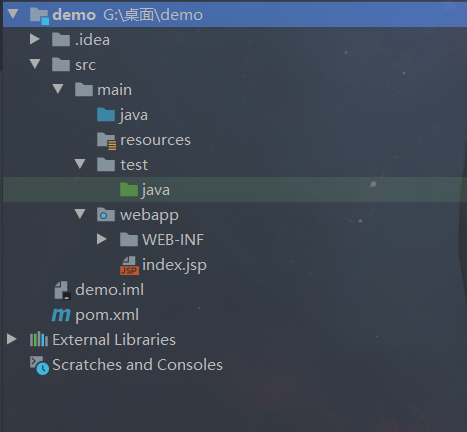 demo G:\桌面\demo
.idea
src
main
java
resources
test
java
webapp
WEB-INF
JSP index.jsp
demo.iml
m pom.xml
External Libraries
Scratches and Consoles